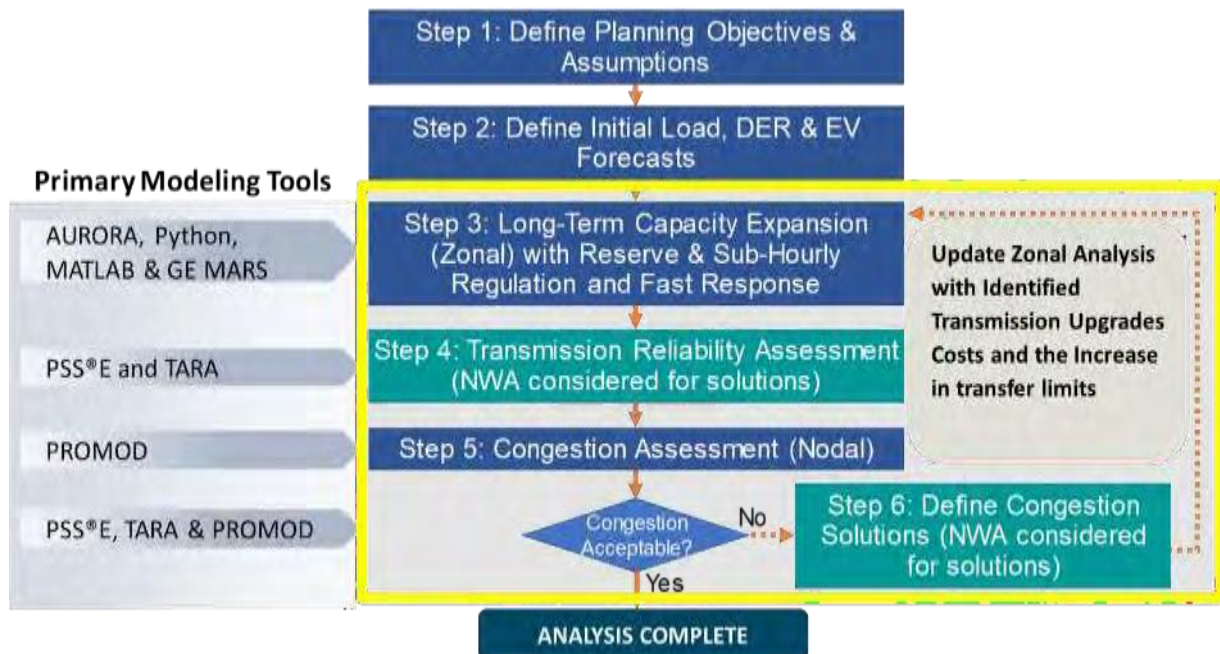 Step 1: Define Planning Objectives &
Assumptions
Step 2: Define Initial Load, DER & EV
Forecasts
Primary Modeling Tools
AURORA, Python,
MATLAB & GE MARS
PSS®E and TARA
PROMOD
PSS®E, TARA & PROMOD
Step 3: Long-Term Capacity Expansion
(Zonal) with Reserve & Sub-Hourly
Regulation and Fast Response
Step 4: Transmission Reliability Assessment
(NWA considered for solutions)
Step 5: Congestion Assessment (Nodal)
Congestion
Acceptable?
No
Yes
Step 6: Define Congestion
Solutions (NWA considered
for solutions)
Update Zonal Analysis
with Identified
Transmission Upgrades
Costs and the Increase
in transfer limits
ANALYSIS COMPLETE